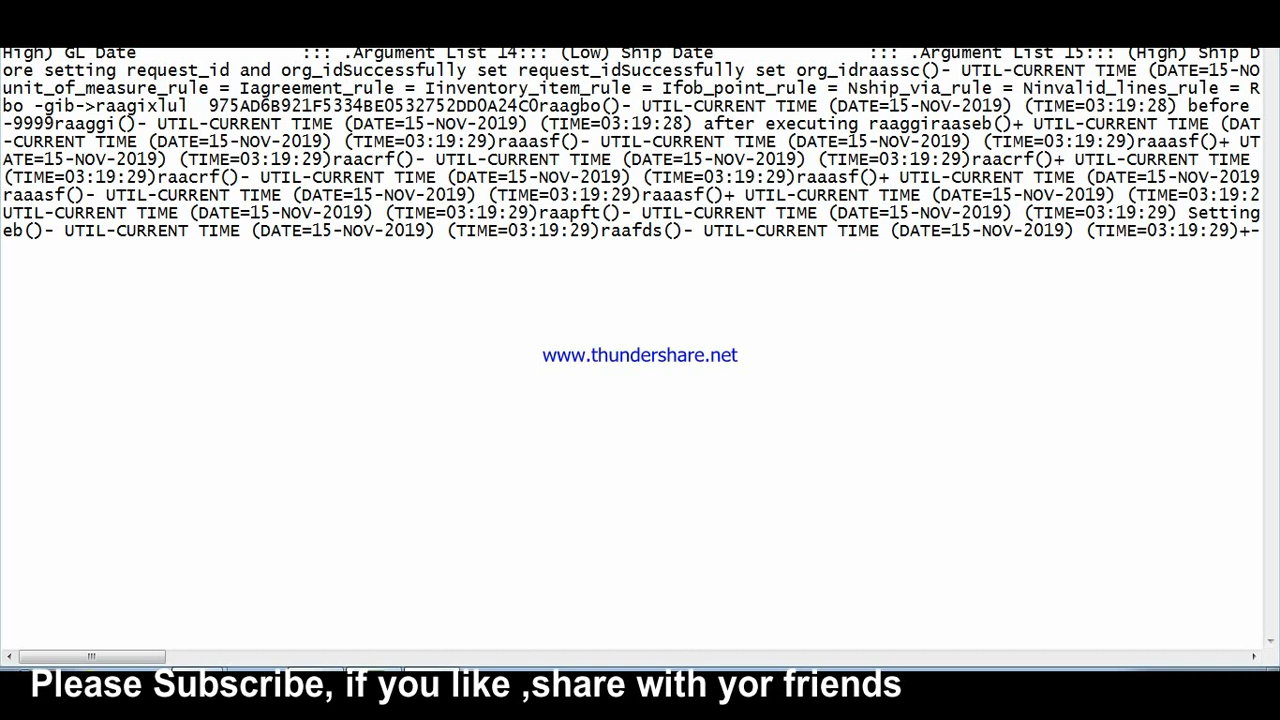 High) GL Date ::: .Argument List 14::: (Low) Ship Date ::: .Argument List 15::: (High) Ship D
ore setting request_id and org_idSuccessfully set request_idSuccessfully set org_idraassc()- UTIL-CURRENT TIME (DATE=15-NO
unit_of_measure_rule = Iagreement_rule = Iinventory_item_rule = Ifob_point_rule = Nship_via_rule = Ninvalid_lines_rule = R
bo -gib->raagixlul 975AD6B921F5334BE0532752DD0A24C0raagbo()- UTIL-CURRENT TIME (DATE=15-NOV-2019) (TIME=03:19:28) before
-9999raaggi()- UTIL-CURRENT TIME (DATE=15-NOV-2019) (TIME=03:19:28) after executing raaggiraaseb()+ UTIL-CURRENT TIME (DAT
-CURRENT TIME (DATE=15-NOV-2019) (TIME=03:19:29)raaasf()- UTIL-CURRENT TIME (DATE=15-NOV-2019) (TIME=03:19:29)raaasf()+ UT
ATE=15-NOV-2019) (TIME=03:19:29)raacrf()- UTIL-CURRENT TIME (DATE=15-NOV-2019) (TIME=03:19:29)raacrf()+ UTIL-CURRENT TIME
(TIME=03:19:29)raacrf()- UTIL-CURRENT TIME (DATE=15-NOV-2019) (TIME=03:19:29)raaasf()+ UTIL-CURRENT TIME (DATE=15-NOV-2019
raaasf()- UTIL-CURRENT TIME (DATE=15-NOV-2019) (TIME=03:19:29)raaasf()+ UTIL-CURRENT TIME (DATE=15-NOV-2019) (TIME=03:19:2
UTIL-CURRENT TIME (DATE=15-NOV-2019) (TIME=03:19:29)raapft()- UTIL-CURRENT TIME (DATE=15-NOV-2019) (TIME=03:19:29) Setting
eb()- UTIL-CURRENT TIME (DATE=15-NOV-2019) (TIME=03:19:29)raafds()- UTIL-CURRENT TIME (DATE=15-NOV-2019) (TIME=03:19:29)+-
www.thundershare.net
Please Subscribe, if you like ,share with yor friends